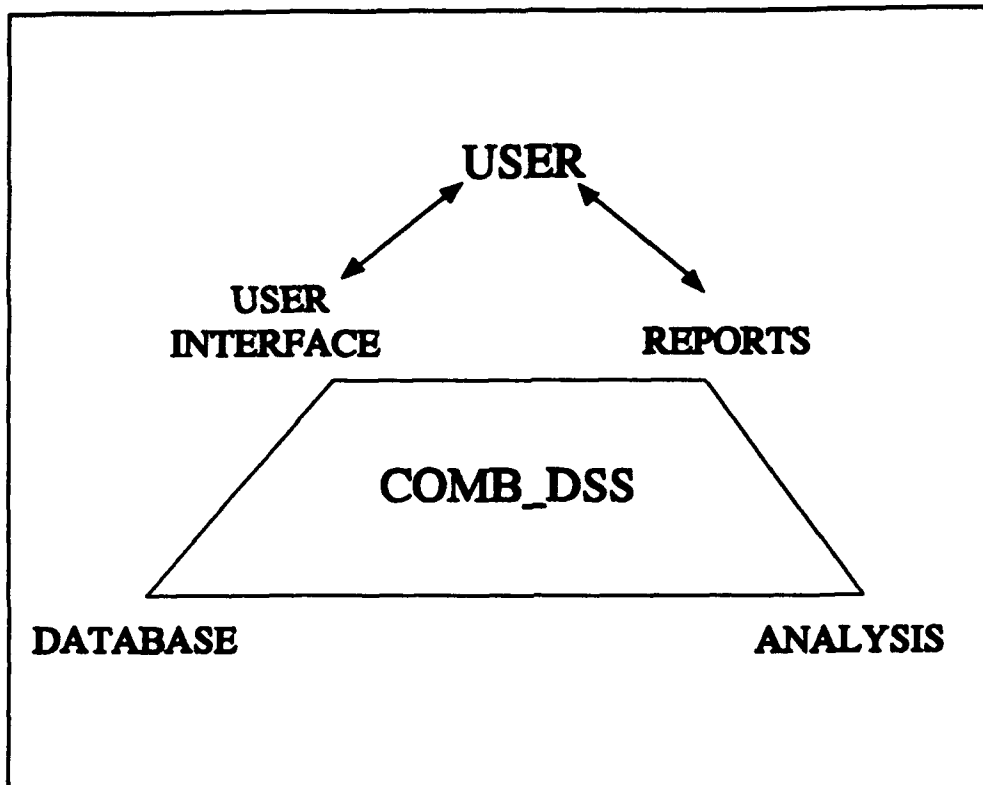 USER
USER
INTERFACE
REPORTS
COMB_DSS
DATABASE
ANALYSIS